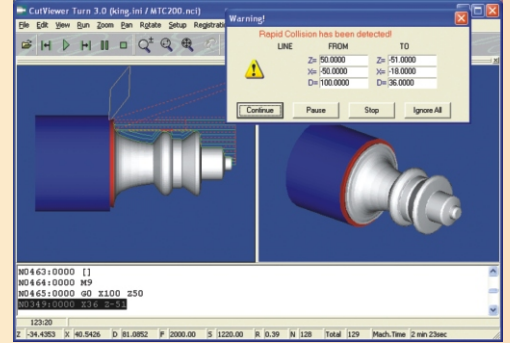 CutViewer Turn 3.0 (king.ini / MTC200.nci)
File Edit View Run Zoom Pan Rotate Setup Registrati
Warning!
Rapid Collision has been detected!
LINE FROM TO
Z= 50.0000 Z= -51.0000
X= -50.0000 X= -18.0000
D= 100.0000 D= 36.0000
Continue Pause Stop Ignore All
N0463:0000 []
N0464:0000 M9
N0465:0000 G0 X100 Z50
N0349:0000 X36 Z-51
123:20
Z -34.4353 X 40.5426 D 81.0852 F 2000.00 S 1220.00 R 0.39 N 128 Total 129 Mach.Time 2 min 23sec